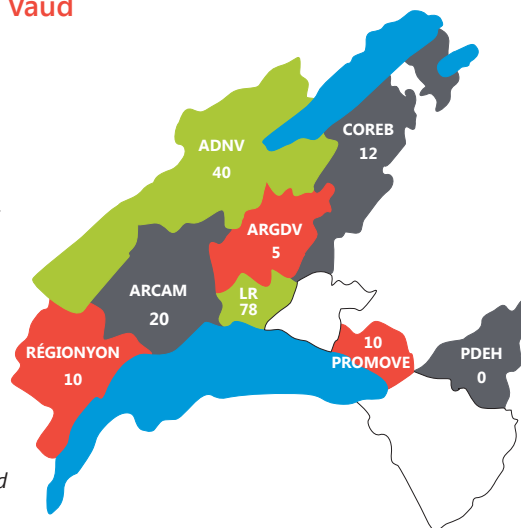 Vaud
COREB
12
ADNV
40
ARGDV
5
ARCAM
20
LR
78
RÉGIONYON
10
10
PROMOVE
PDEH
0
d